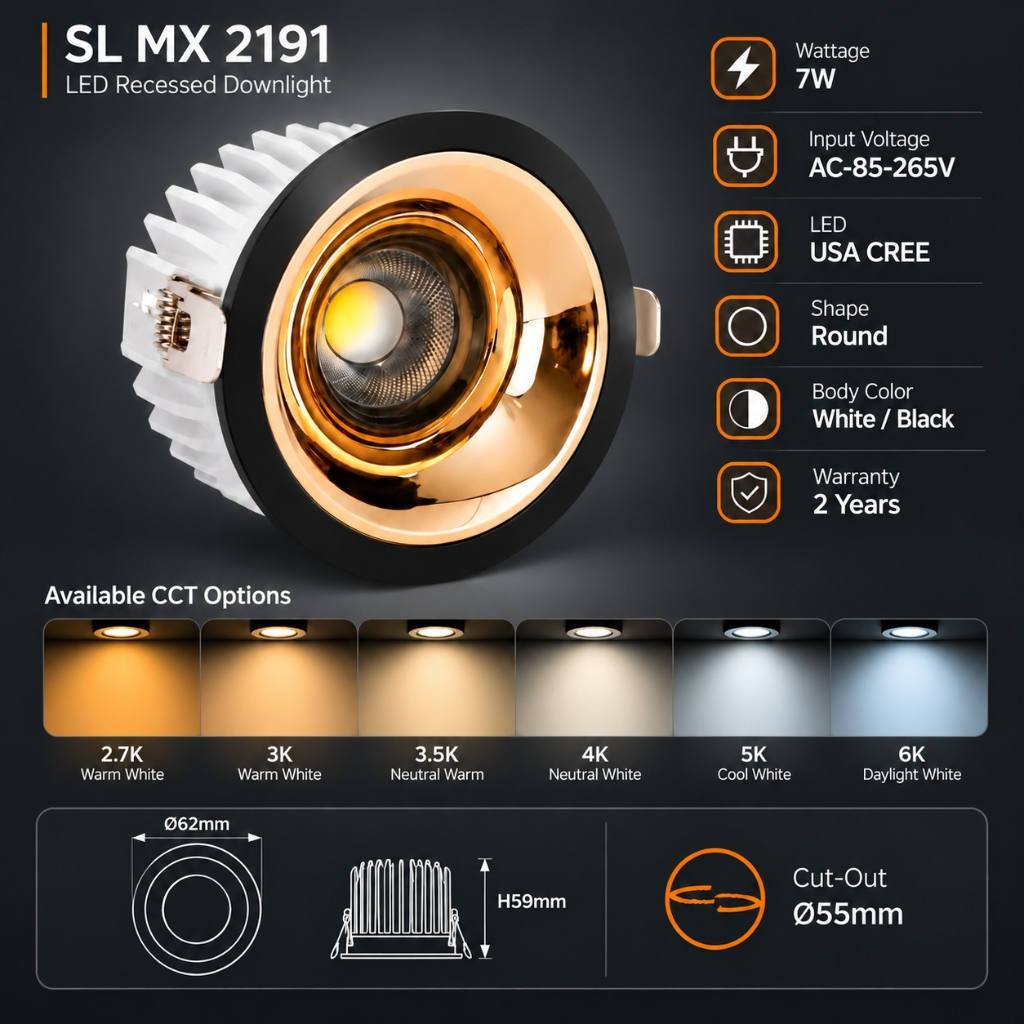 SL MX 2191
LED Recessed Downlight
Wattage
7W
Input Voltage
AC-85-265V
LED
USA CREE
Shape
Round
Body Color
White / Black
Warranty
2 Years
Available CCT Options
2.7K
Warm White
3K
Warm White
3.5K
Neutral Warm
4K
Neutral White
5K
Cool White
6K
Daylight White
Ø62mm
H59mm
Cut-Out
Ø55mm